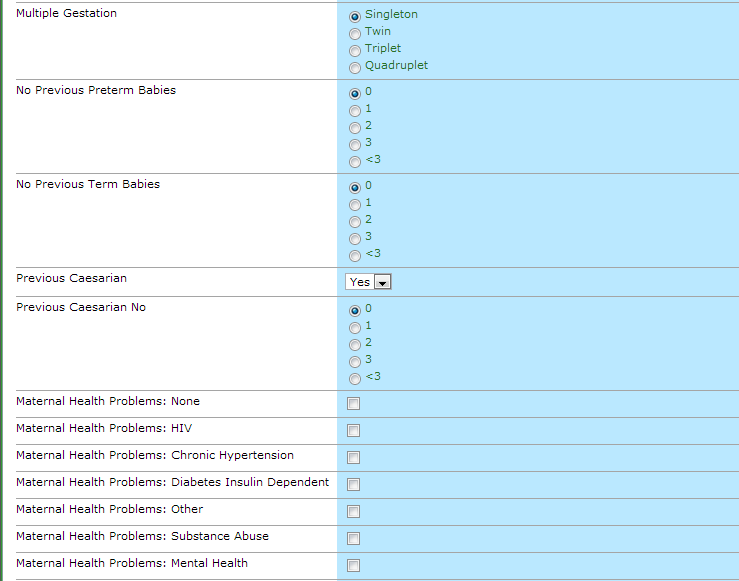 Multiple Gestation
Singleton
Twin
Triplet
Quadruplet
No Previous Preterm Babies
0
1
2
3
<3
No Previous Term Babies
0
1
2
3
<3
Previous Caesarian
Yes
Previous Caesarian No
0
1
2
3
<3
Maternal Health Problems: None
Maternal Health Problems: HIV
Maternal Health Problems: Chronic Hypertension
Maternal Health Problems: Diabetes Insulin Dependent
Maternal Health Problems: Other
Maternal Health Problems: Substance Abuse
Maternal Health Problems: Mental Health